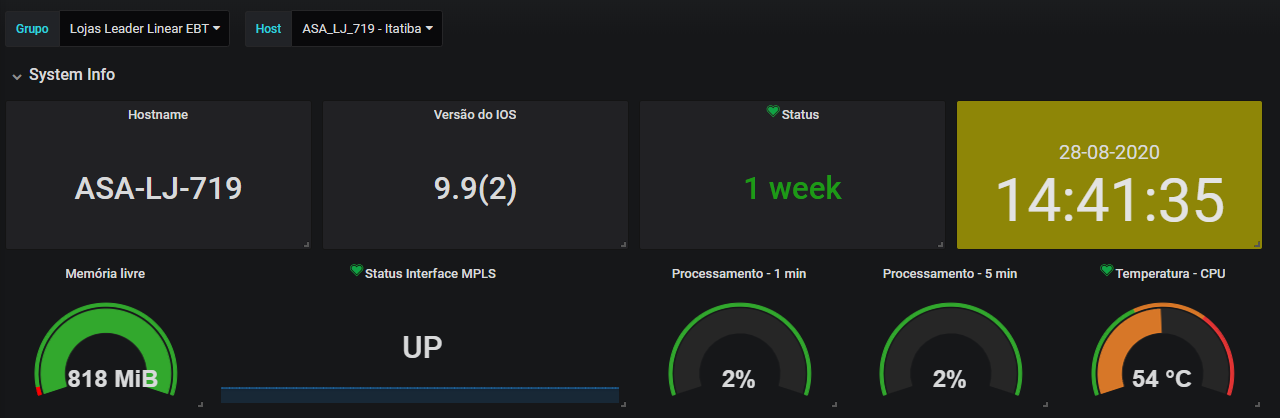 Grupo Lojas Leader Linear EBT Host ASA_LJ_719 - Itatiba
System Info
Hostname
ASA-LJ-719
Versão do IOS
9.9(2)
Status
1 week
28-08-2020
14:41:35
Memória livre
818 MiB
Status Interface MPLS
UP
Processamento - 1 min
2%
Processamento - 5 min
2%
Temperatura - CPU
54 °C